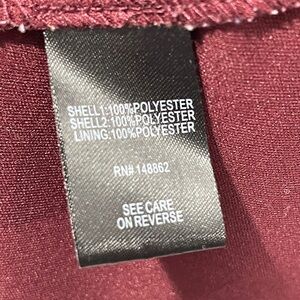 SHELL1:100%POLYESTER
SHELL2:100%POLYESTER
LINING:100%POLYESTER
RN# 148862
SEE CARE
ON REVERSE